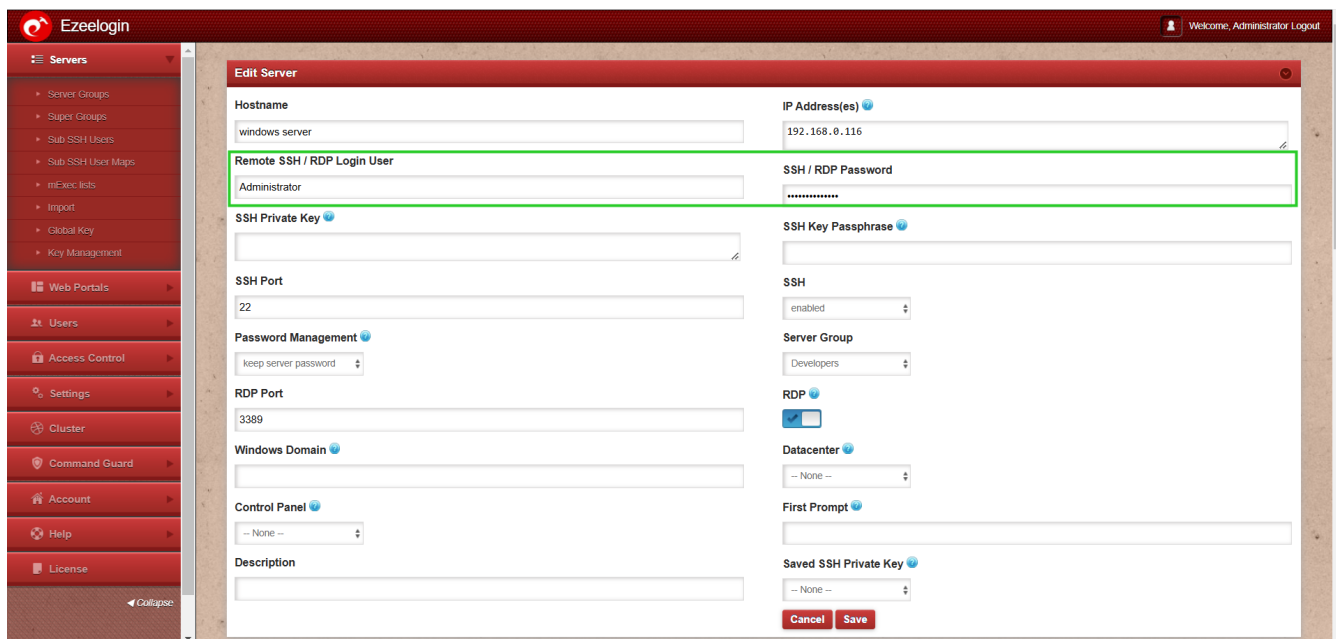 Ezeelogin
Welcome, Administrator Logout
Servers
Server Groups
Super Groups
Sub SSH Users
Sub SSH User Maps
mExec lists
Import
Global Key
Key Management
Web Portals
Users
Access Control
Settings
Cluster
Command Guard
Account
Help
License
Collapse
Edit Server
Hostname
windows server
IP Address(es)
192.168.0.116
Remote SSH / RDP Login User
Administrator
SSH / RDP Password
••••••••••••••
SSH Private Key
SSH Key Passphrase
SSH Port
22
SSH
enabled
Password Management
keep server password
Server Group
Developers
RDP Port
3389
RDP
Windows Domain
Datacenter
-- None --
Control Panel
-- None --
First Prompt
Description
Saved SSH Private Key
-- None --
Cancel
Save